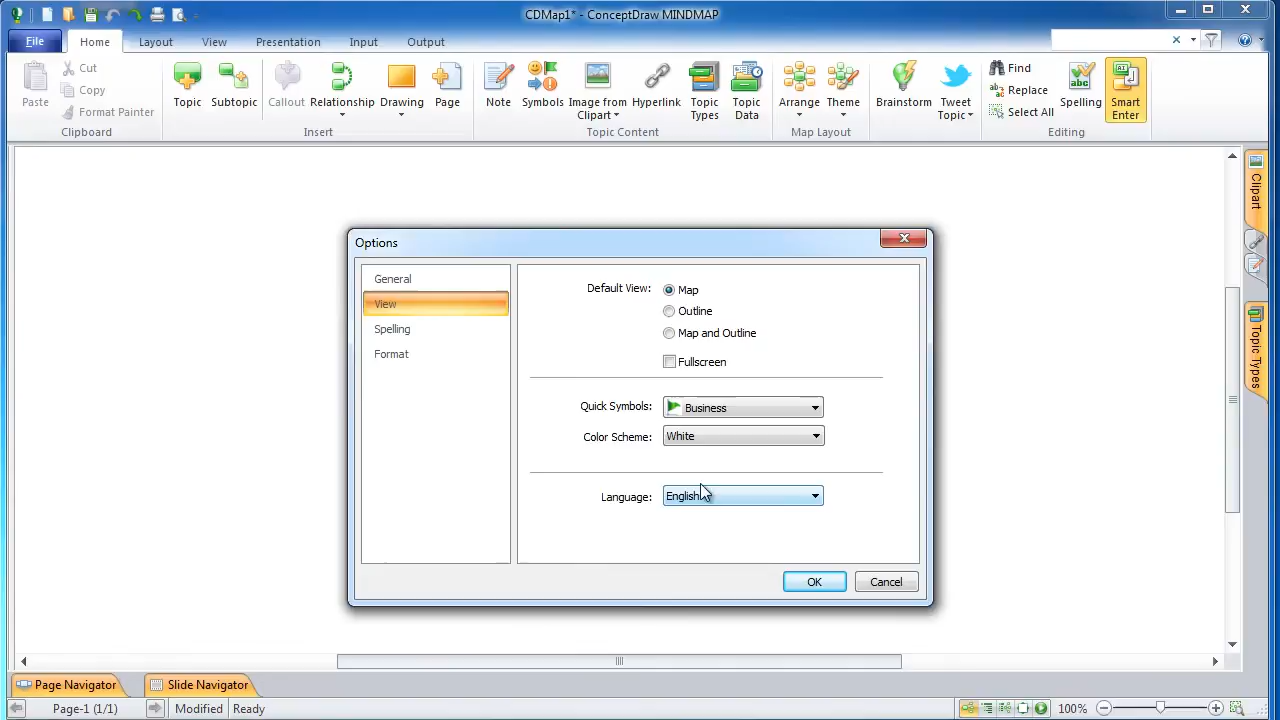 CDMap1* - ConceptDraw MINDMAP
File Home Layout View Presentation Input Output
Paste Cut Copy Format Painter
Clipboard
Topic Subtopic Callout Relationship Drawing Page
Insert
Note Symbols Image from Clipart Hyperlink Topic Types Topic Data
Topic Content
Arrange Theme
Map Layout
Brainstorm Tweet Topic
Find Replace Select All Spelling Smart Enter
Editing
Clipart
Topic Types
Options
General
View
Spelling
Format
Default View: Map
Outline
Map and Outline
Fullscreen
Quick Symbols: Business
Color Scheme: White
Language: English
OK Cancel
Page Navigator Slide Navigator
Page-1 (1/1) Modified Ready 100%